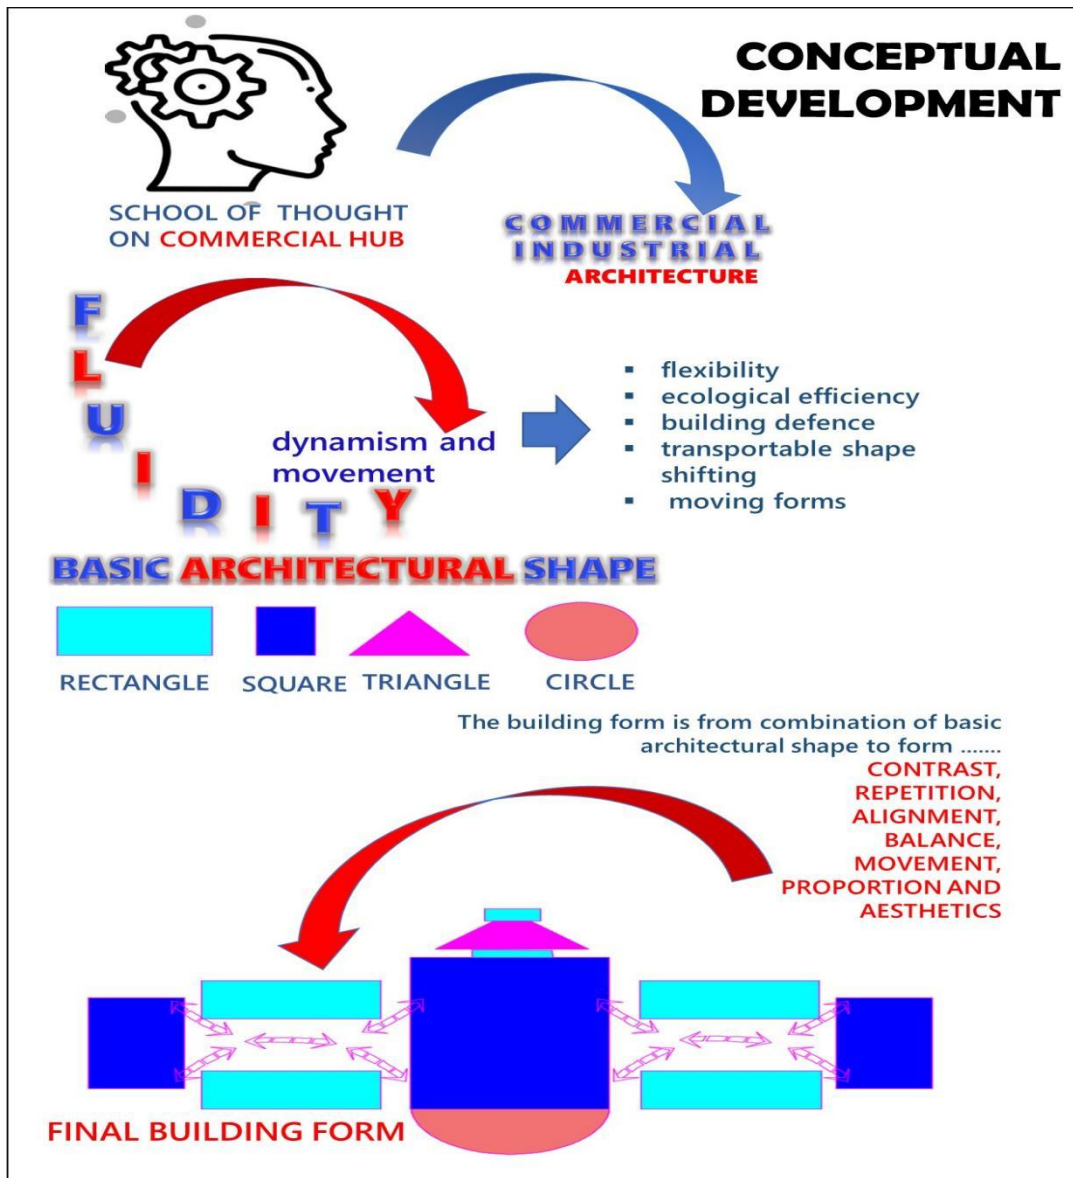 CONCEPTUAL
DEVELOPMENT
SCHOOL OF THOUGHT
ON COMMERCIAL HUB
COMMERCIAL
INDUSTRIAL
ARCHITECTURE
FLUIDITY
dynamism and
movement
▪ flexibility
▪ ecological efficiency
▪ building defence
▪ transportable shape
shifting
▪ moving forms
BASIC ARCHITECTURAL SHAPE
RECTANGLE
SQUARE
TRIANGLE
CIRCLE
The building form is from combination of basic
architectural shape to form .......
CONTRAST,
REPETITION,
ALIGNMENT,
BALANCE,
MOVEMENT,
PROPORTION AND
AESTHETICS
FINAL BUILDING FORM